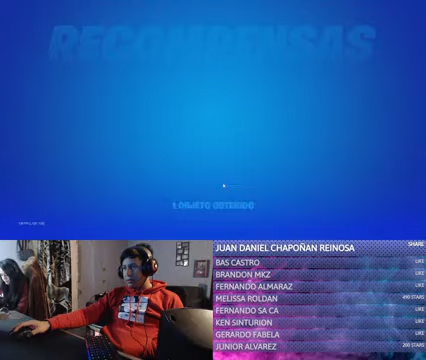 RECOMPENSAS
1 OBJETO OBTENIDO
JUAN DANIEL CHAPOÑAN REINOSA SHARE
BAS CASTRO LIKE
BRANDON MKZ LIKE
FERNANDO ALMARAZ LIKE
MELISSA ROLDAN 490 STARS
FERNANDO SA CA LIKE
KEN SINTURION LIKE
GERARDO FABELA LIKE
JUNIOR ALVAREZ 200 STARS